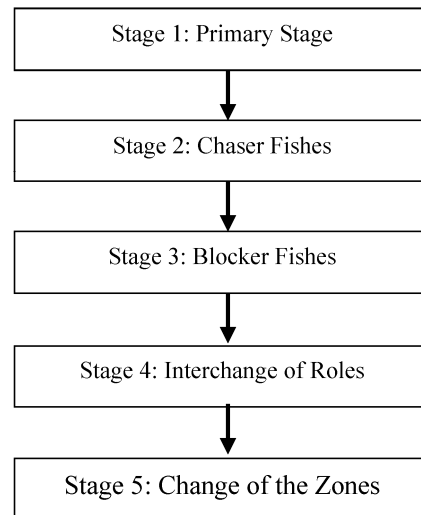 Stage 1: Primary Stage
Stage 2: Chaser Fishes
Stage 3: Blocker Fishes
Stage 4: Interchange of Roles
Stage 5: Change of the Zones